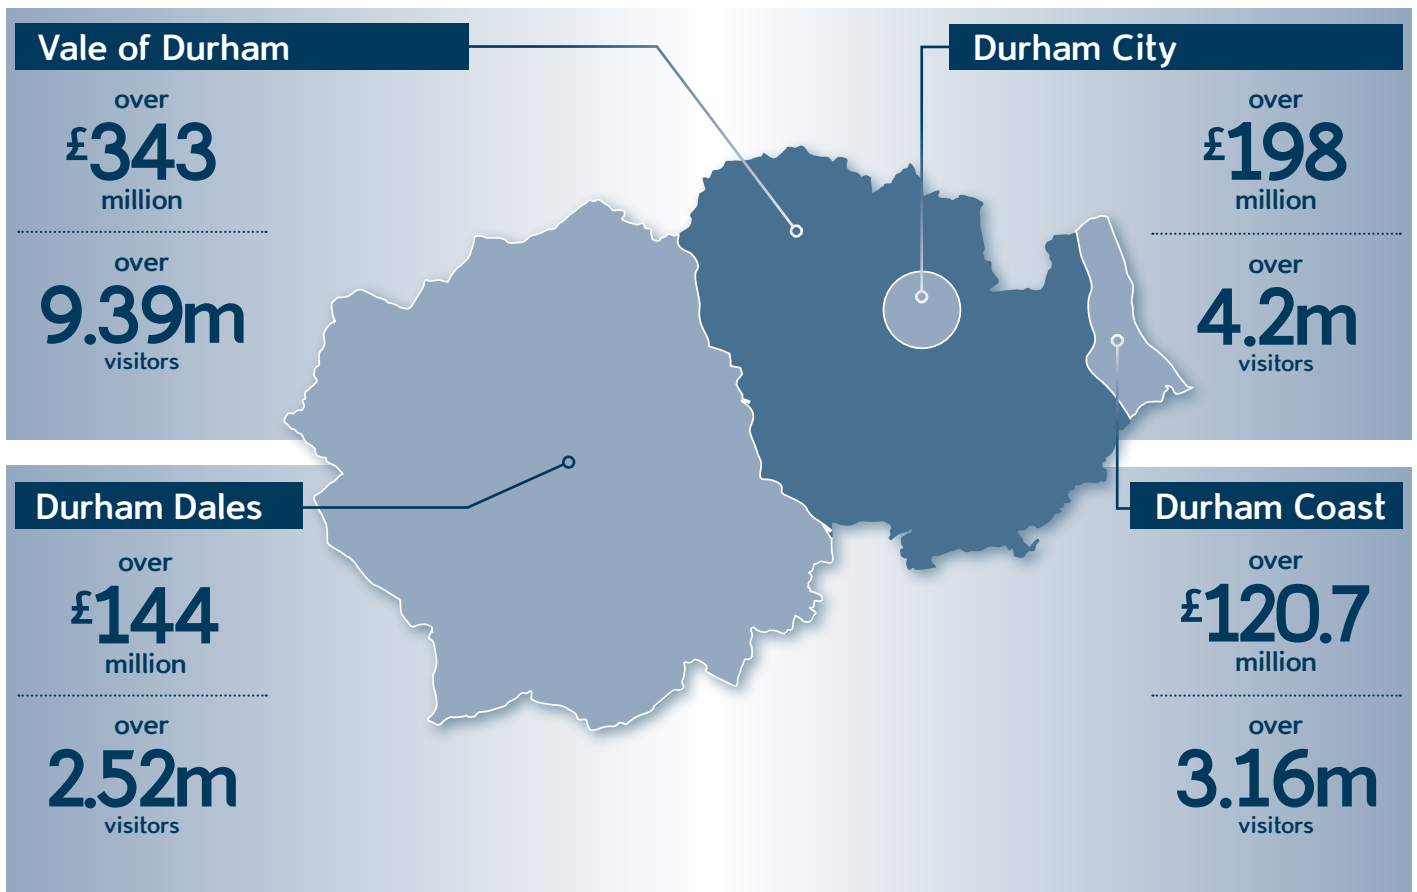 Vale of Durham
over
£343
million
over
9.39m
visitors
Durham City
over
£198
million
over
4.2m
visitors
Durham Dales
over
£144
million
over
2.52m
visitors
Durham Coast
over
£120.7
million
over
3.16m
visitors